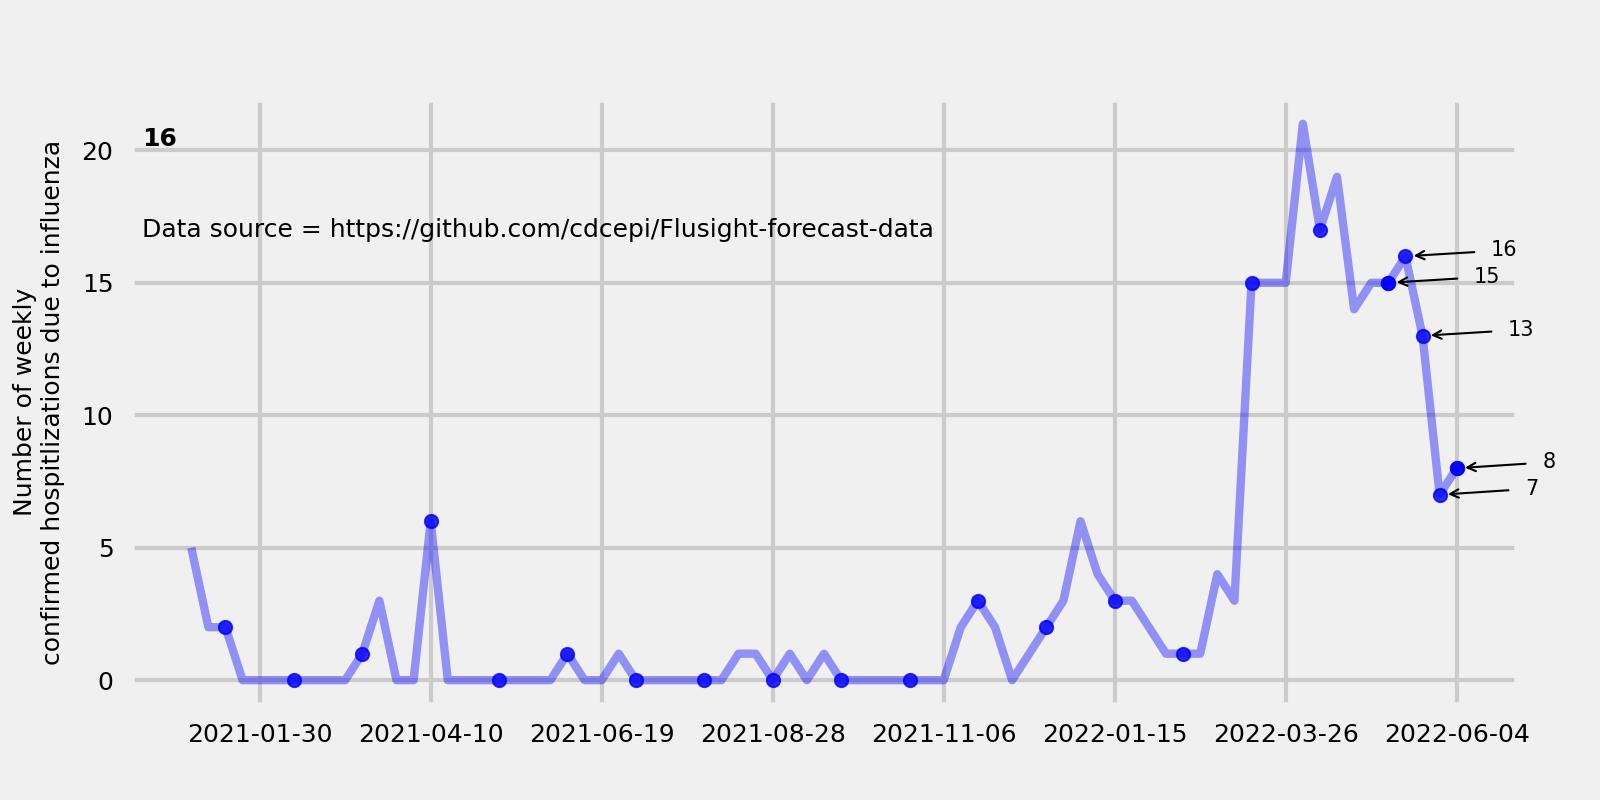 16
Data source = https://github.com/cdcepi/Flusight-forecast-data
Number of weekly
confirmed hospitlizations due to influenza
20
15
10
5
0
16
15
13
8
7
2021-01-30 2021-04-10 2021-06-19 2021-08-28 2021-11-06 2022-01-15 2022-03-26 2022-06-04